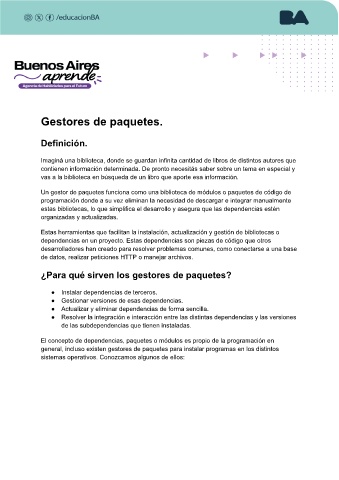 /educacionBA
BA
Buenos Aires
aprende
Agencia de Habilidades para el Futuro
Gestores de paquetes.
Definición.
Imaginá una biblioteca, donde se guardan infinita cantidad de libros de distintos autores que
contienen información determinada. De pronto necesitás saber sobre un tema en especial y
vas a la biblioteca en búsqueda de un libro que aporte esa información.
Un gestor de paquetes funciona como una biblioteca de módulos o paquetes de código de
programación donde a su vez eliminan la necesidad de descargar e integrar manualmente
estas bibliotecas, lo que simplifica el desarrollo y asegura que las dependencias estén
organizadas y actualizadas.
Estas herramientas que facilitan la instalación, actualización y gestión de bibliotecas o
dependencias en un proyecto. Estas dependencias son piezas de código que otros
desarrolladores han creado para resolver problemas comunes, como conectarse a una base
de datos, realizar peticiones HTTP o manejar archivos.
¿Para qué sirven los gestores de paquetes?
● Instalar dependencias de terceros.
● Gestionar versiones de esas dependencias.
● Actualizar y eliminar dependencias de forma sencilla.
● Resolver la integración e interacción entre las distintas dependencias y las versiones
de las subdependencias que tienen instaladas.
El concepto de dependencias, paquetes o módulos es propio de la programación en
general, incluso existen gestores de paquetes para instalar programas en los distintos
sistemas operativos. Conozcamos algunos de ellos: